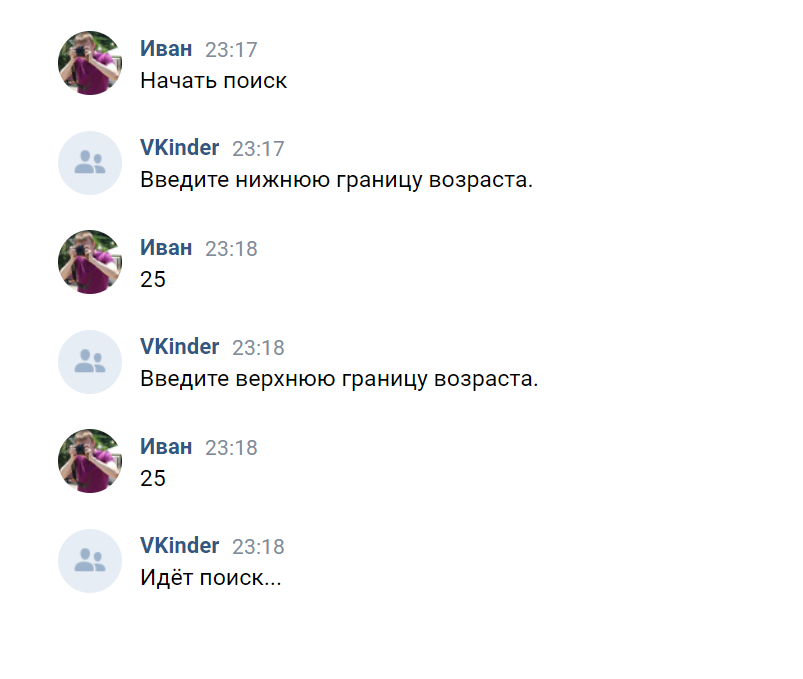 Иван 23:17
Начать поиск
VKinder 23:17
Введите нижнюю границу возраста.
Иван 23:18
25
VKinder 23:18
Введите верхнюю границу возраста.
Иван 23:18
25
VKinder 23:18
Идёт поиск...